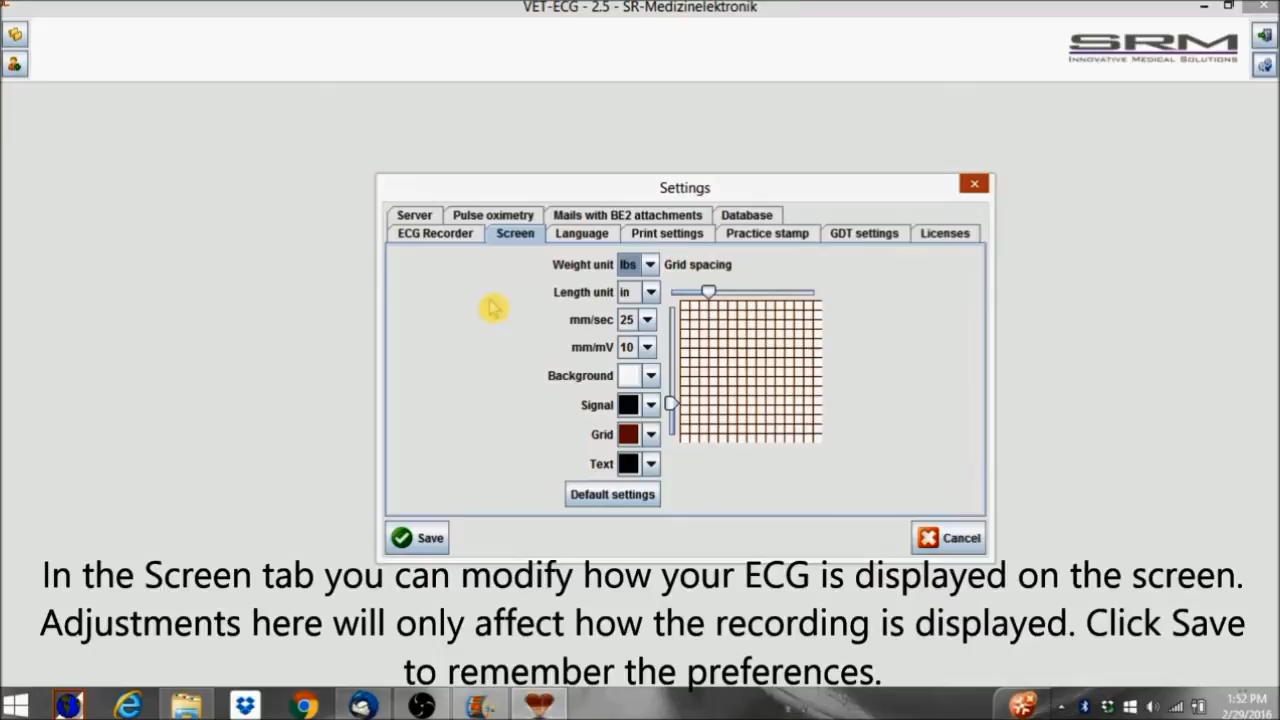 VET-ECG - 2.5 - SR-Medizinelektronik
SRM
INNOVATIVE MEDICAL SOLUTIONS
Settings
Server Pulse oximetry Mails with BE2 attachments Database
ECG Recorder Screen Language Print settings Practice stamp GDT settings Licenses
Weight unit lbs Grid spacing
Length unit in
mm/sec 25
mm/mV 10
Background
Signal
Grid
Text
Default settings
Save Cancel
In the Screen tab you can modify how your ECG is displayed on the screen.
Adjustments here will only affect how the recording is displayed. Click Save
to remember the preferences.
1:52 PM
2/29/2016